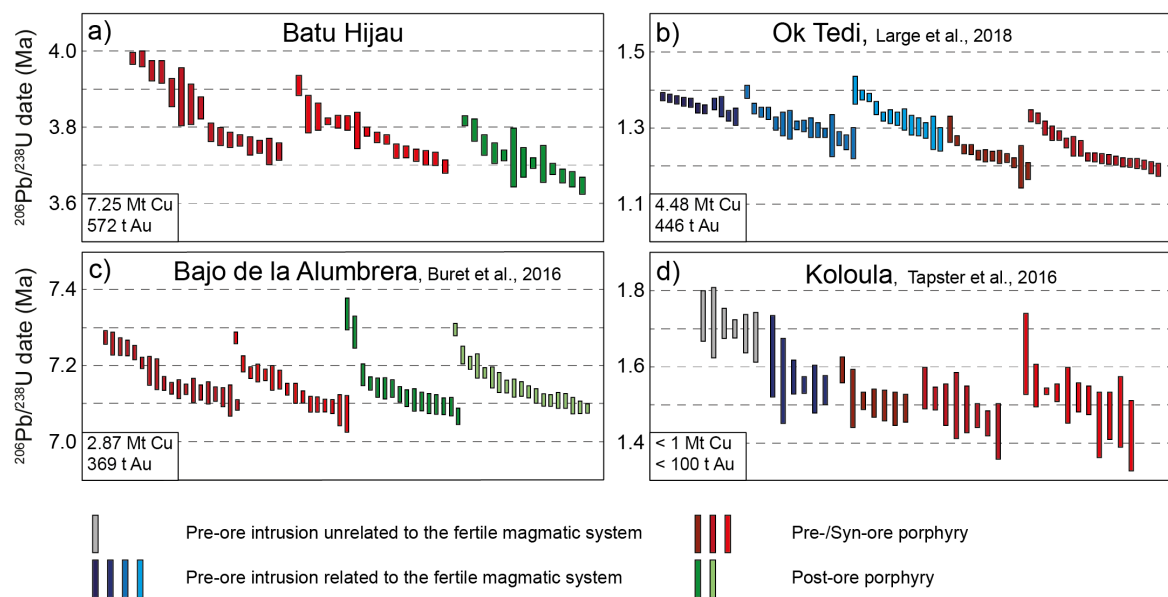 a) Batu Hijau
b) Ok Tedi, Large et al., 2018
²⁰⁶Pb/²³⁸U date (Ma)
4.0
3.8
3.6
7.25 Mt Cu
572 t Au
1.5
1.3
1.1
4.48 Mt Cu
446 t Au
c) Bajo de la Alumbrera, Buret et al., 2016
d) Koloula, Tapster et al., 2016
²⁰⁶Pb/²³⁸U date (Ma)
7.4
7.2
7.0
2.87 Mt Cu
369 t Au
1.8
1.6
1.4
< 1 Mt Cu
< 100 t Au
Pre-ore intrusion unrelated to the fertile magmatic system
Pre-/Syn-ore porphyry
Pre-ore intrusion related to the fertile magmatic system
Post-ore porphyry